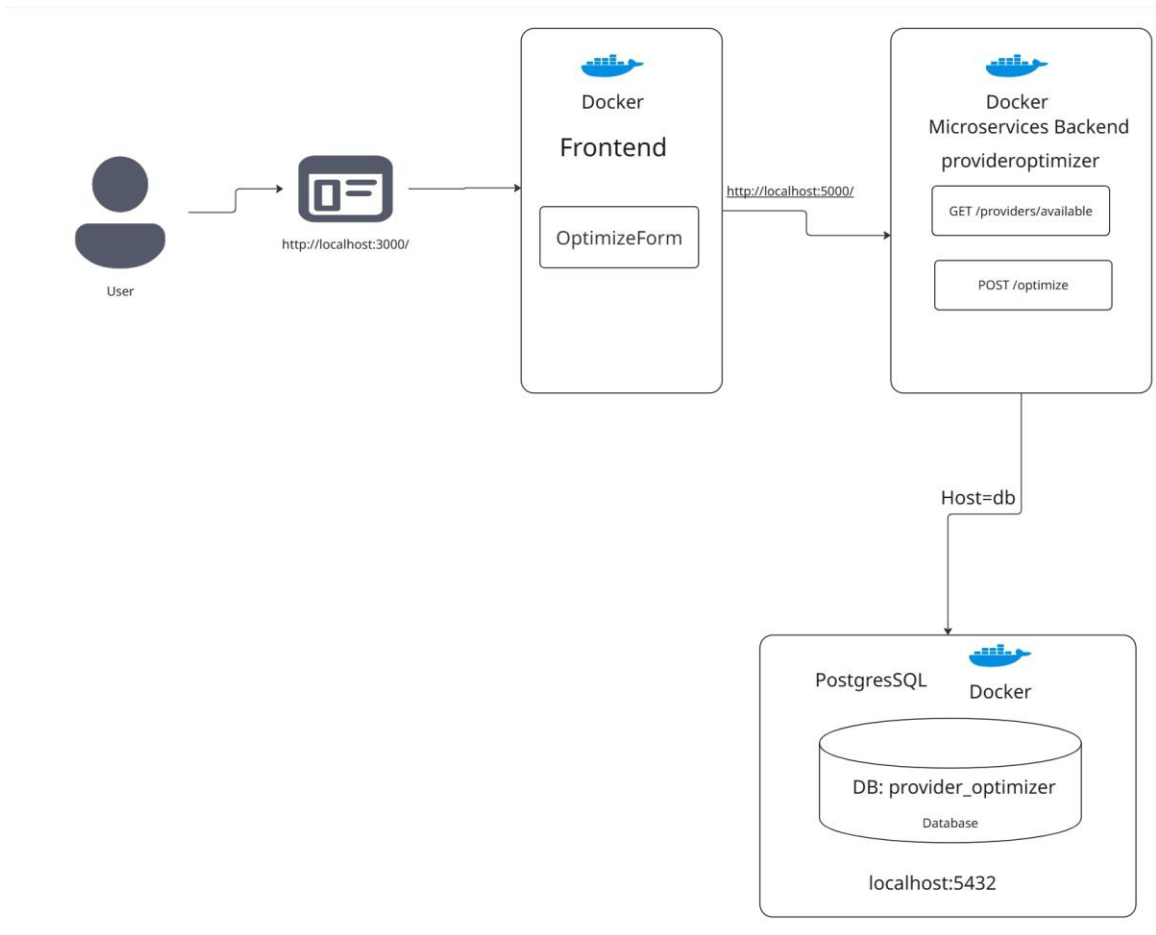 User
http://localhost:3000/
Docker
Frontend
OptimizeForm
http://localhost:5000/
Docker
Microservices Backend
provideroptimizer
GET /providers/available
POST /optimize
Host=db
PostgresSQL
Docker
DB: provider_optimizer
Database
localhost:5432